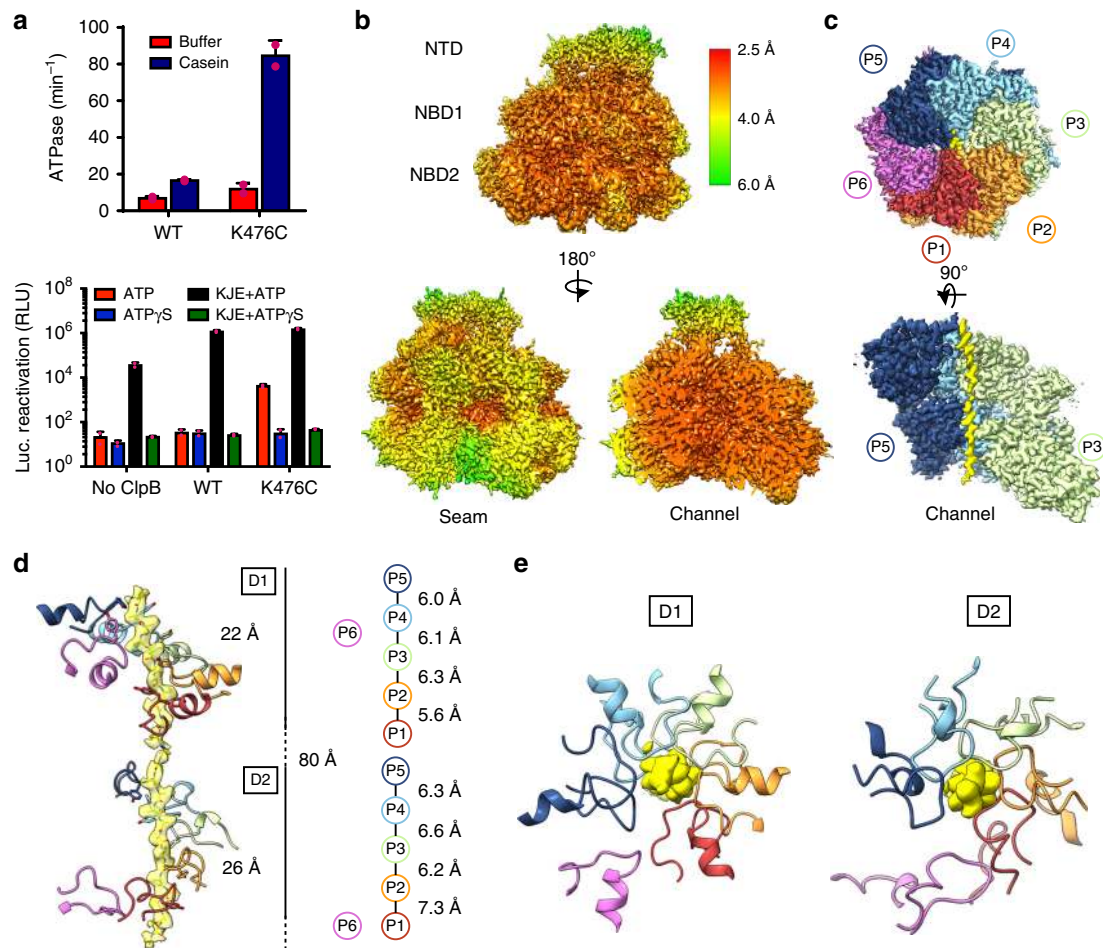 a
ATPase (min⁻¹)
100
80
60
40
20
0
Buffer
Casein
WT
K476C
Luc. reactivation (RLU)
10⁸
10⁶
10⁴
10²
10⁰
ATP
ATPγS
KJE+ATP
KJE+ATPγS
No ClpB
WT
K476C
b
NTD
NBD1
NBD2
2.5 Å
4.0 Å
6.0 Å
180°
Seam
Channel
c
P5
P4
P3
P6
P2
P1
90°
P5
P3
Channel
d
D1
22 Å
80 Å
D2
26 Å
P5
6.0 Å
P4
P6
6.1 Å
P3
6.3 Å
P2
5.6 Å
P1
P5
6.3 Å
P4
6.6 Å
P3
6.2 Å
P2
7.3 Å
P6
P1
e
D1
D2